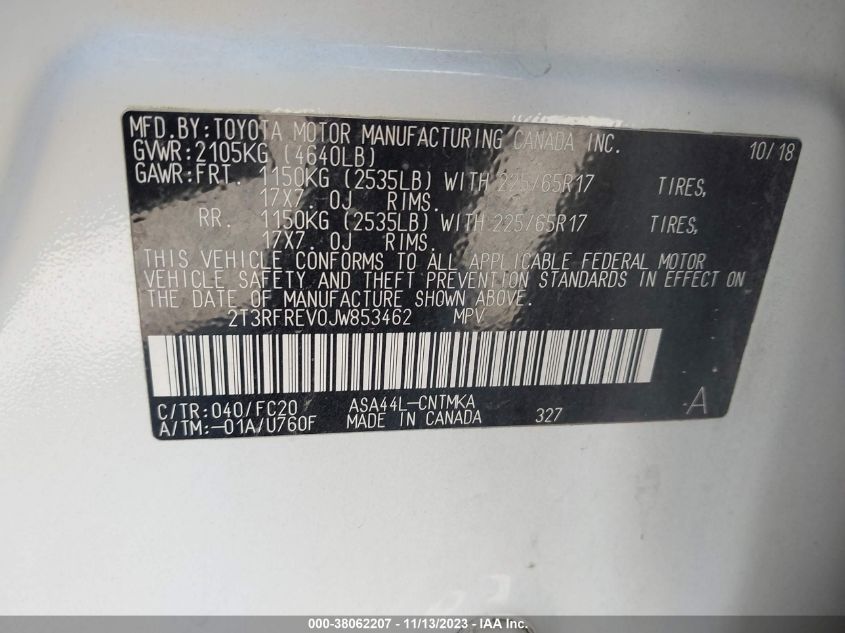 MFD.BY:TOYOTA MOTOR MANUFACTURING CANADA INC. 10/18
GVWR:2105KG (4640LB)
GAWR:FRT. 1150KG (2535LB) WITH 225/65R17 TIRES,
17X7.0J RIMS.
RR. 1150KG (2535LB) WITH 225/65R17 TIRES,
17X7.0J RIMS.
THIS VEHICLE CONFORMS TO ALL APPLICABLE FEDERAL MOTOR
VEHICLE SAFETY AND THEFT PREVENTION STANDARDS IN EFFECT ON
THE DATE OF MANUFACTURE SHOWN ABOVE.
2T3RFREV0JW853462 MPV
C/TR:040/FC20 ASA44L-CNTMKA A
A/TM:-01A/U760F MADE IN CANADA 327
000-38062207 - 11/13/2023 - IAA Inc.